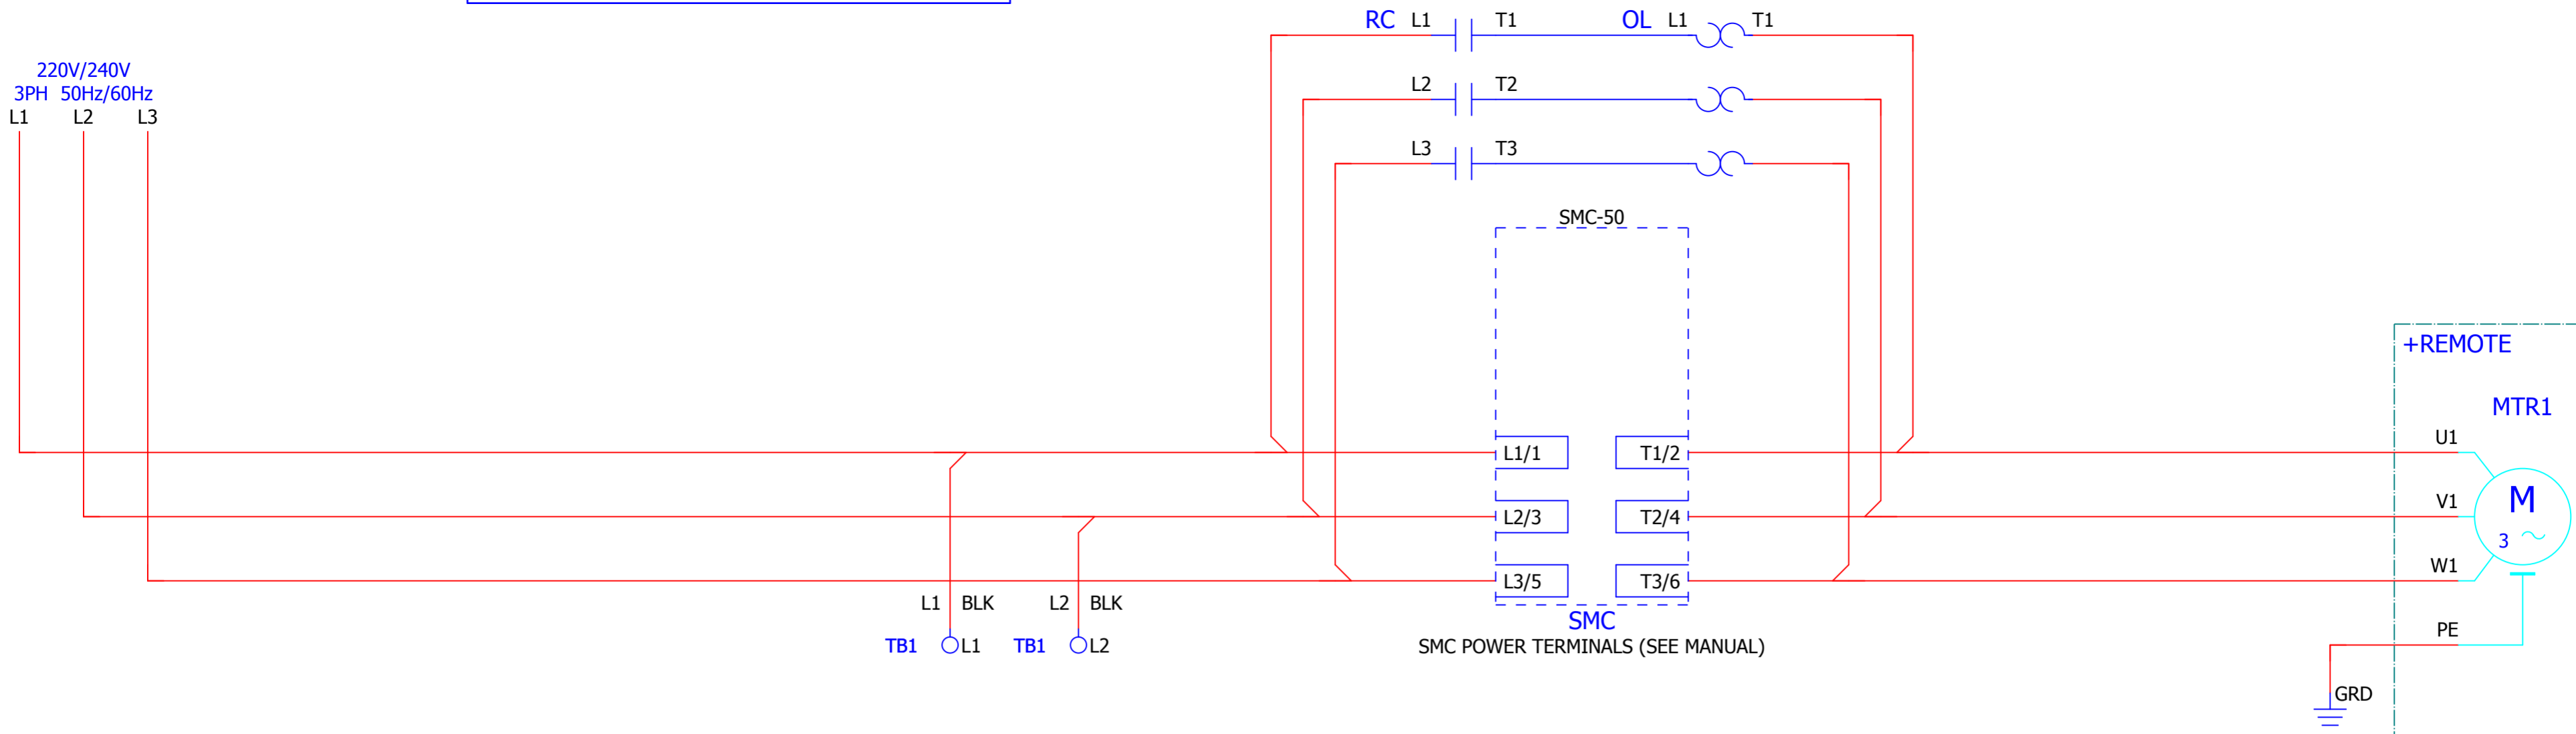 RC L1 T1 OL L1 T1
220V/240V
3PH 50Hz/60Hz
L1 L2 L3
L2 T2
L3 T3
SMC-50
+REMOTE
MTR1
U1
L1/1 T1/2
V1
M
3
L2/3 T2/4
W1
L3/5 T3/6
L1 BLK L2 BLK
SMC
TB1 L1 TB1 L2
SMC POWER TERMINALS (SEE MANUAL)
PE
GRD